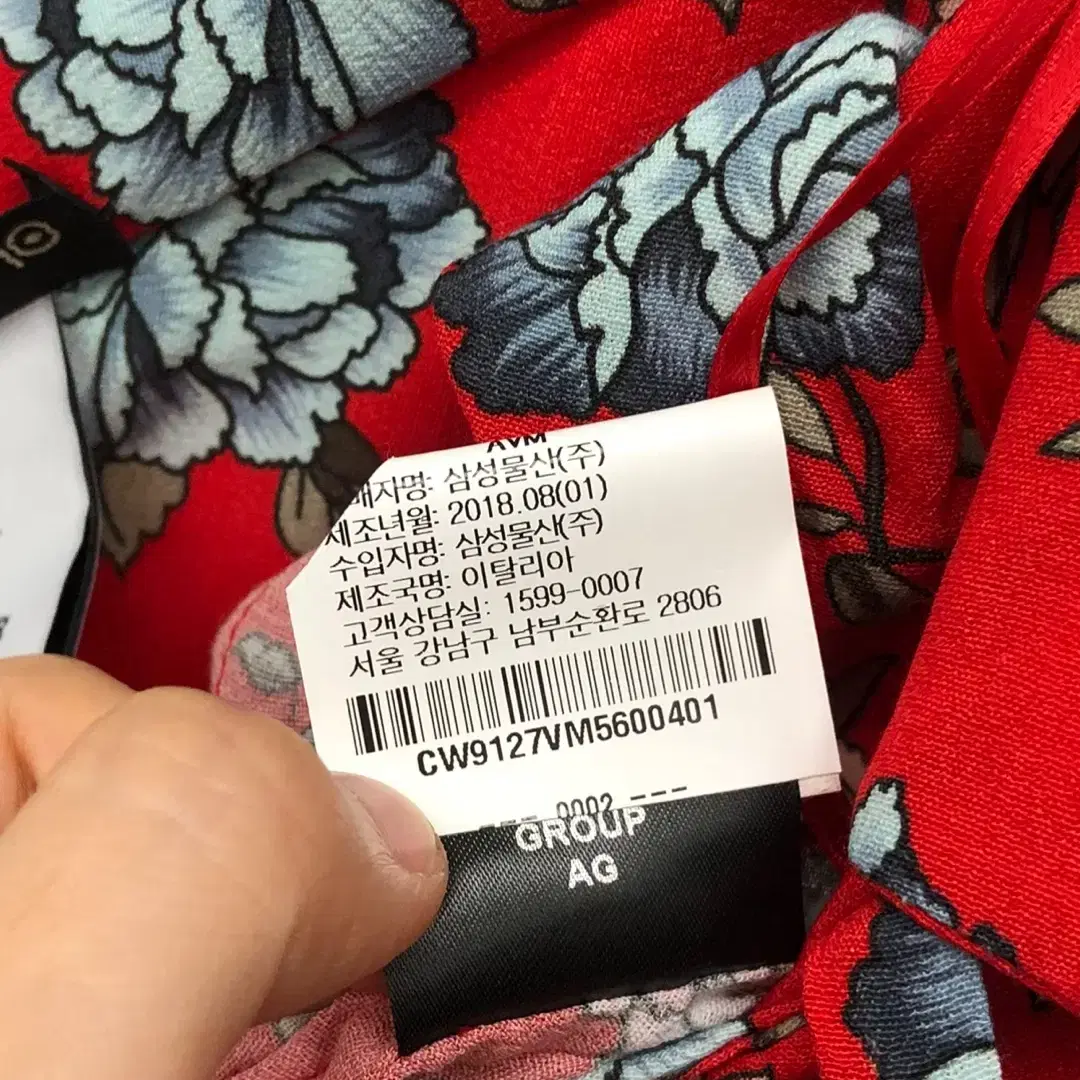 AVM
매자명: 삼성물산(주)
제조년월: 2018.08(01)
수입자명: 삼성물산(주)
제조국명: 이탈리아
고객상담실: 1599-0007
서울 강남구 남부순환로 2806
CW9127VM5600401
--- 0002 ---
GROUP
AG